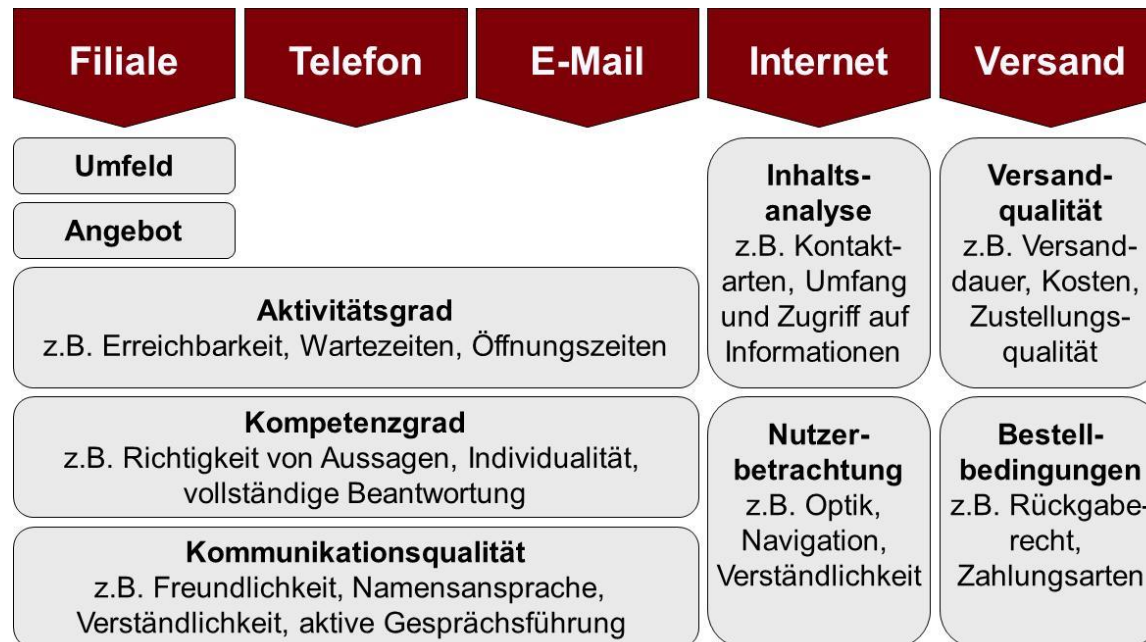 Filiale
Telefon
E-Mail
Internet
Versand
Umfeld
Angebot
Aktivitätsgrad
z.B. Erreichbarkeit, Wartezeiten, Öffnungszeiten
Kompetenzgrad
z.B. Richtigkeit von Aussagen, Individualität,
vollständige Beantwortung
Kommunikationsqualität
z.B. Freundlichkeit, Namensansprache,
Verständlichkeit, aktive Gesprächsführung
Inhalts-
analyse
z.B. Kontakt-
arten, Umfang
und Zugriff auf
Informationen
Nutzer-
betrachtung
z.B. Optik,
Navigation,
Verständlichkeit
Versand-
qualität
z.B. Versand-
dauer, Kosten,
Zustellungs-
qualität
Bestell-
bedingungen
z.B. Rückgabe-
recht,
Zahlungsarten